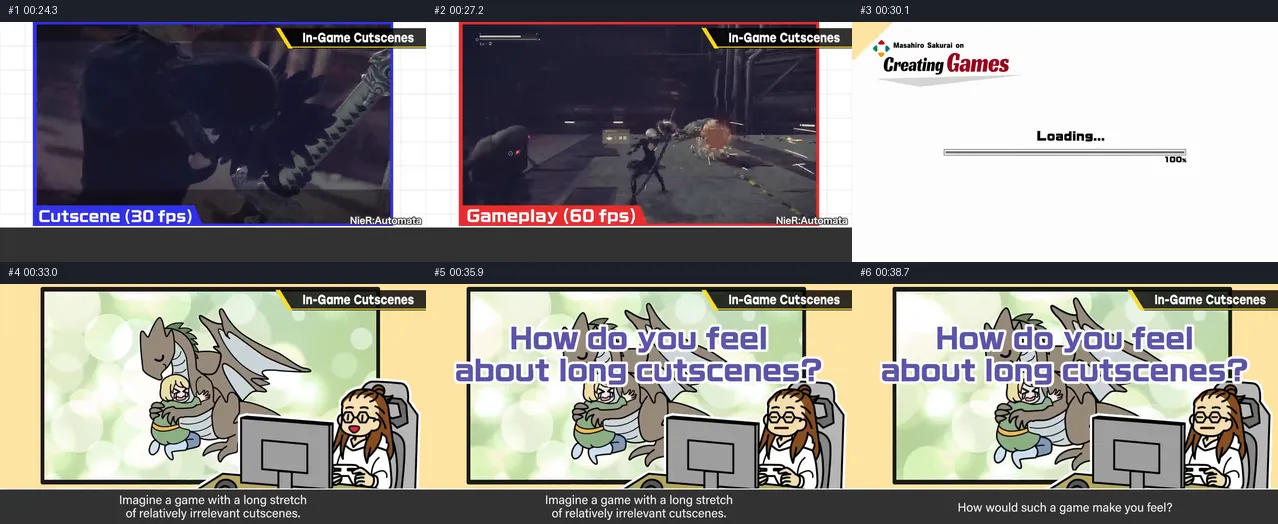 #1 00:24.3
In-Game Cutscenes
Cutscene (30 fps)
NieR:Automata
#2 00:27.2
In-Game Cutscenes
Gameplay (60 fps)
NieR:Automata
#3 00:30.1
Masahiro Sakurai on
Creating Games
Loading...
100%
#4 00:33.0
In-Game Cutscenes
Imagine a game with a long stretch
of relatively irrelevant cutscenes.
#5 00:35.9
In-Game Cutscenes
How do you feel
about long cutscenes?
Imagine a game with a long stretch
of relatively irrelevant cutscenes.
#6 00:38.7
In-Game Cutscenes
How do you feel
about long cutscenes?
How would such a game make you feel?